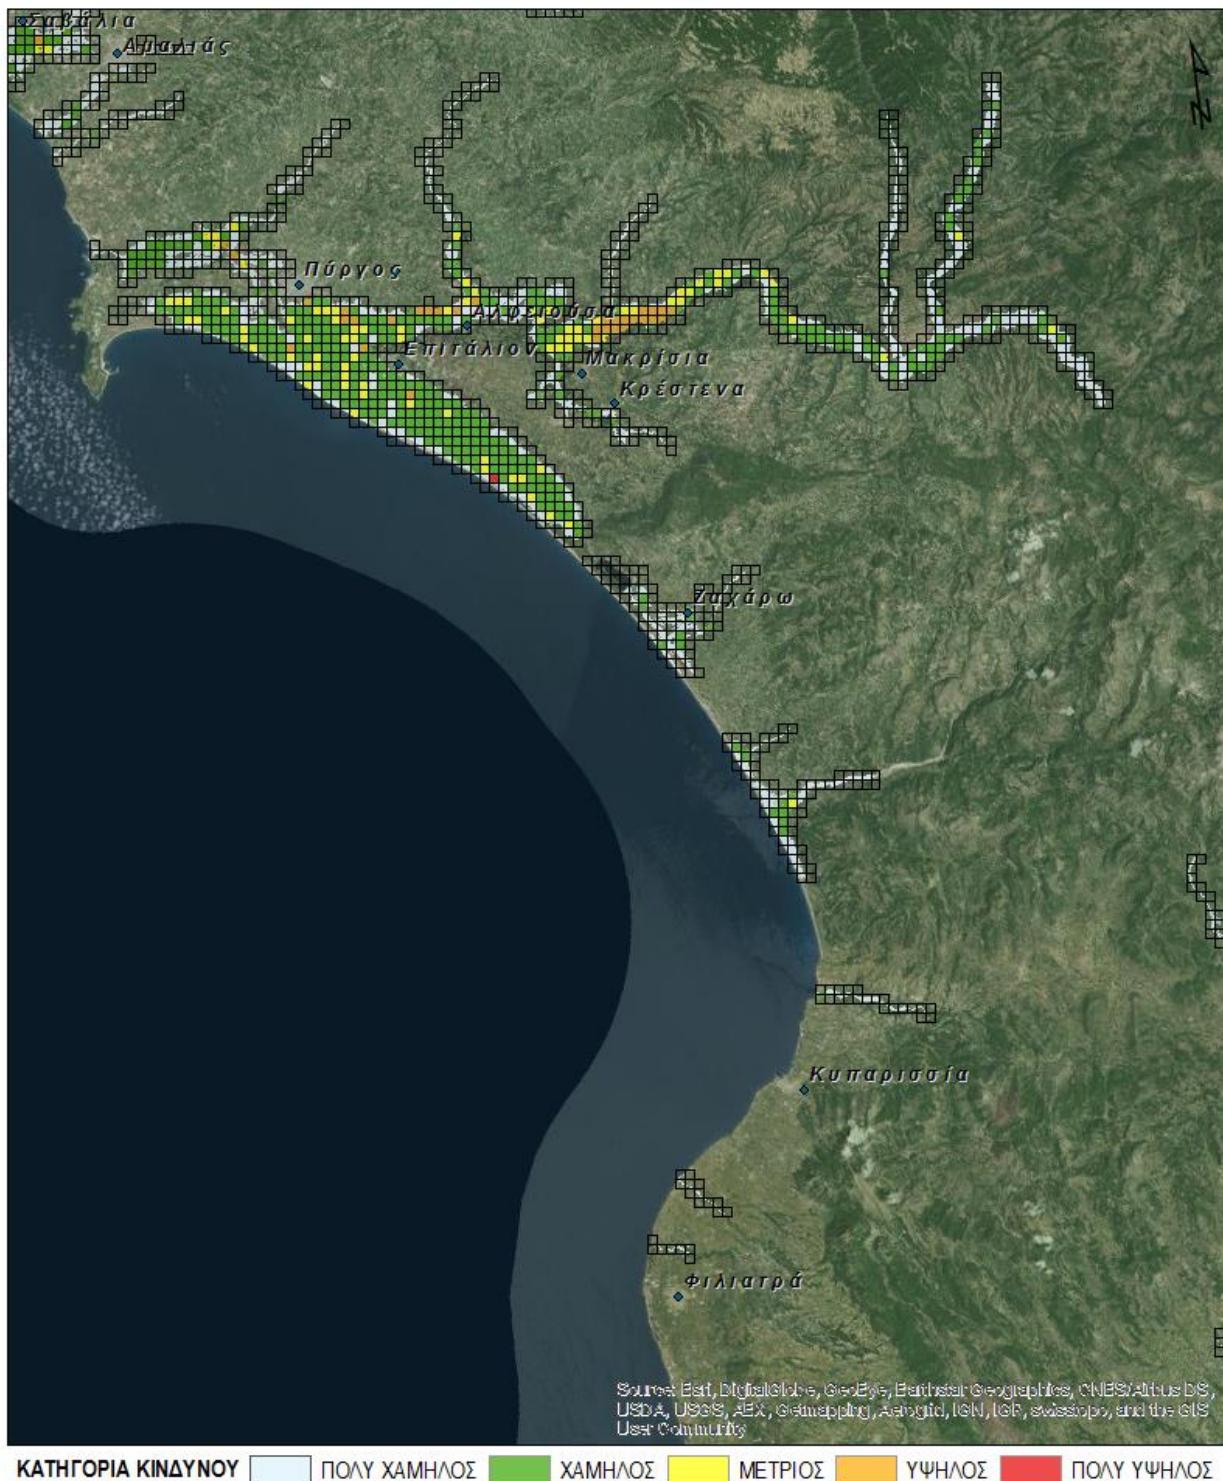 Σαβάλια
Αμαλιάς
Πύργος
Αλφειούσα
Επιτάλιον
Μακρίσια
Κρέστενα
Ζαχάρω
Κυπαρισσία
Φιλιατρά
Source: Esri, DigitalGlobe, GeoEye, Earthstar Geographics, CNES/Airbus DS,
USDA, USGS, AEX, Getmapping, Aerogrid, IGN, IGP, swisstopo, and the GIS
User Community
ΚΑΤΗΓΟΡΙΑ ΚΙΝΔΥΝΟΥ ΠΟΛΥ ΧΑΜΗΛΟΣ ΧΑΜΗΛΟΣ ΜΕΤΡΙΟΣ ΥΨΗΛΟΣ ΠΟΛΥ ΥΨΗΛΟΣ